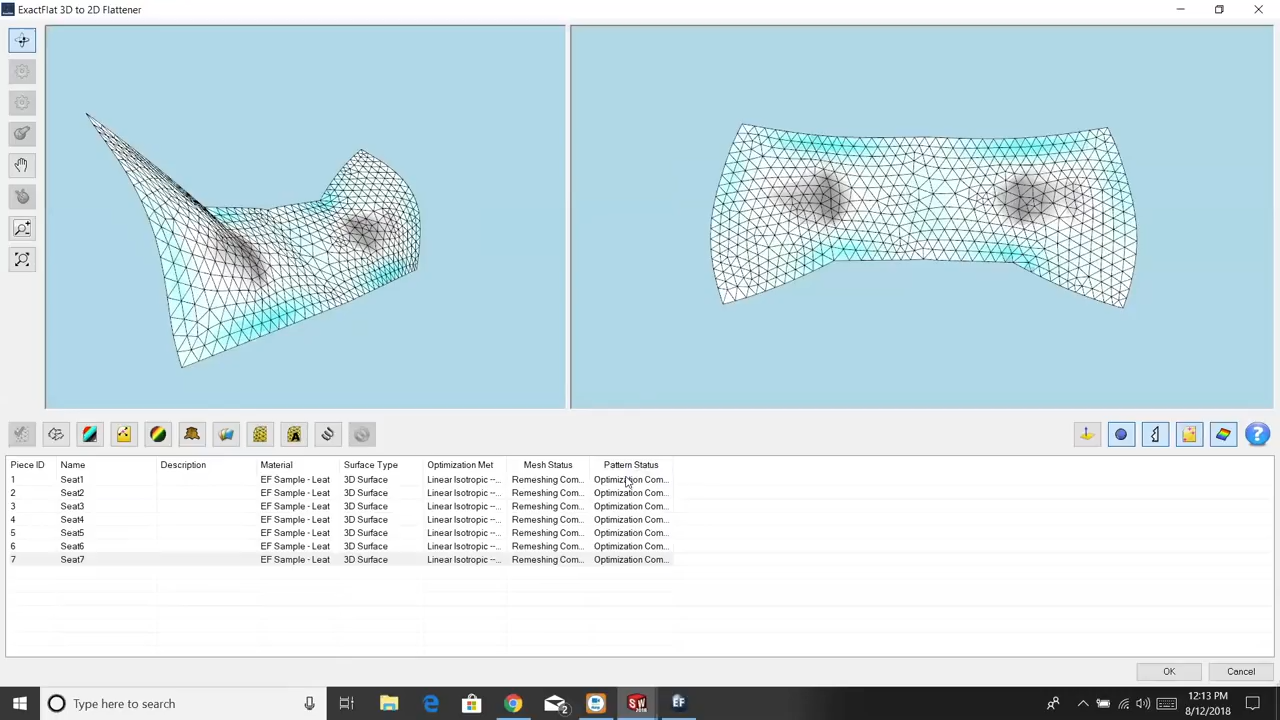 ExactFlat 3D to 2D Flattener
Piece ID Name Description Material Surface Type Optimization Met Mesh Status Pattern Status
1 Seat1 EF Sample - Leat 3D Surface Linear Isotropic --... Remeshing Com... Optimization Com...
2 Seat2 EF Sample - Leat 3D Surface Linear Isotropic --... Remeshing Com... Optimization Com...
3 Seat3 EF Sample - Leat 3D Surface Linear Isotropic --... Remeshing Com... Optimization Com...
4 Seat4 EF Sample - Leat 3D Surface Linear Isotropic --... Remeshing Com... Optimization Com...
5 Seat5 EF Sample - Leat 3D Surface Linear Isotropic --... Remeshing Com... Optimization Com...
6 Seat6 EF Sample - Leat 3D Surface Linear Isotropic --... Remeshing Com... Optimization Com...
7 Seat7 EF Sample - Leat 3D Surface Linear Isotropic --... Remeshing Com... Optimization Com...
OK Cancel
Type here to search 2 SW 2018 EF 12:13 PM
8/12/2018